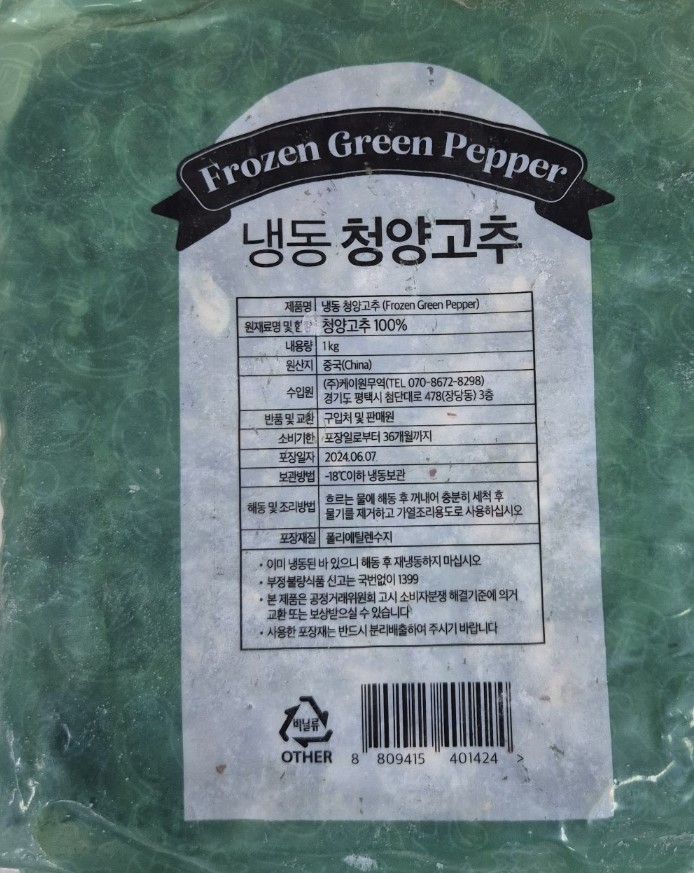 Frozen Green Pepper
냉동 청양고추
제품명 냉동 청양고추 (Frozen Green Pepper)
원재료명 및 함량 청양고추 100%
내용량 1kg
원산지 중국(China)
수입원 (주)케이원무역(TEL 070-8672-8298)
경기도 평택시 첨단대로 478(장당동) 3층
반품 및 교환 구입처 및 판매원
소비기한 포장일로부터 36개월까지
포장일자 2024.06.07
보관방법 -18℃이하 냉동보관
해동 및 조리방법 흐르는 물에 해동 후 꺼내어 충분히 세척 후
물기를 제거하고 가열조리용도로 사용하십시오
포장재질 폴리에틸렌수지
• 이미 냉동된 바 있으니 해동 후 재냉동하지 마십시오
• 부정·불량식품 신고는 국번없이 1399
• 본 제품은 공정거래위원회 고시 소비자분쟁 해결기준에 의거
교환 또는 보상받으실 수 있습니다
• 사용한 포장재는 반드시 분리배출하여 주시기 바랍니다
비닐류
OTHER
8 809415 401424 >